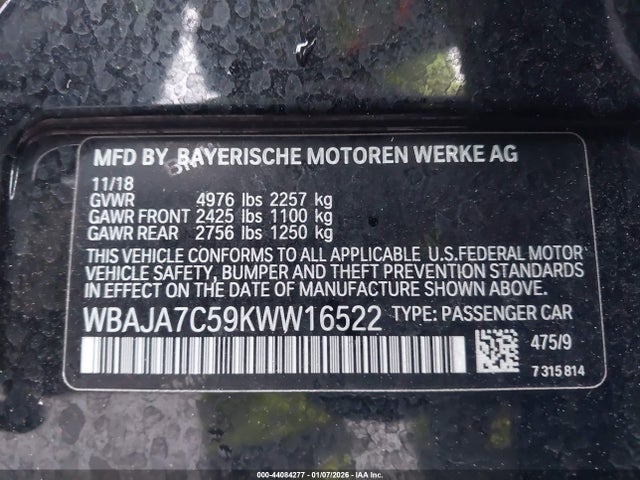 MFD BY BAYERISCHE MOTOREN WERKE AG
11/18
GVWR 4976 lbs 2257 kg
GAWR FRONT 2425 lbs 1100 kg
GAWR REAR 2756 lbs 1250 kg
THIS VEHICLE CONFORMS TO ALL APPLICABLE U.S.FEDERAL MOTOR
VEHICLE SAFETY, BUMPER AND THEFT PREVENTION STANDARDS
IN EFFECT ON THE DATE OF MANUFACTURE SHOWN ABOVE.
WBAJA7C59KWW16522 TYPE: PASSENGER CAR
475/9
7 315 814
000-44084277 - 01/07/2026 - IAA Inc.